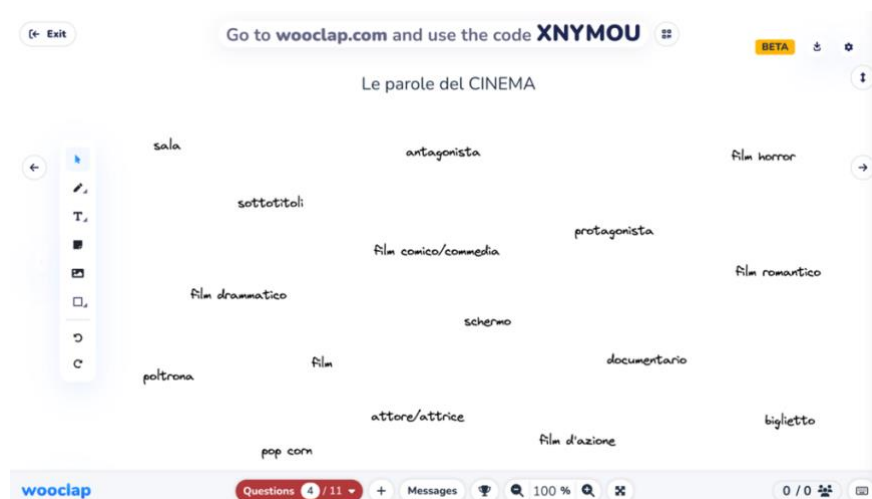 Exit
Go to wooclap.com and use the code XNYMOU
BETA
Le parole del CINEMA
sala
antagonista
film horror
T
sottotitoli
protagonista
film comico/commedia
film romantico
film drammatico
schermo
film
documentario
poltrona
attore/attrice
biglietto
film d'azione
pop corn
wooclap
Questions 4 / 11
+
Messages
100 %
0 / 0